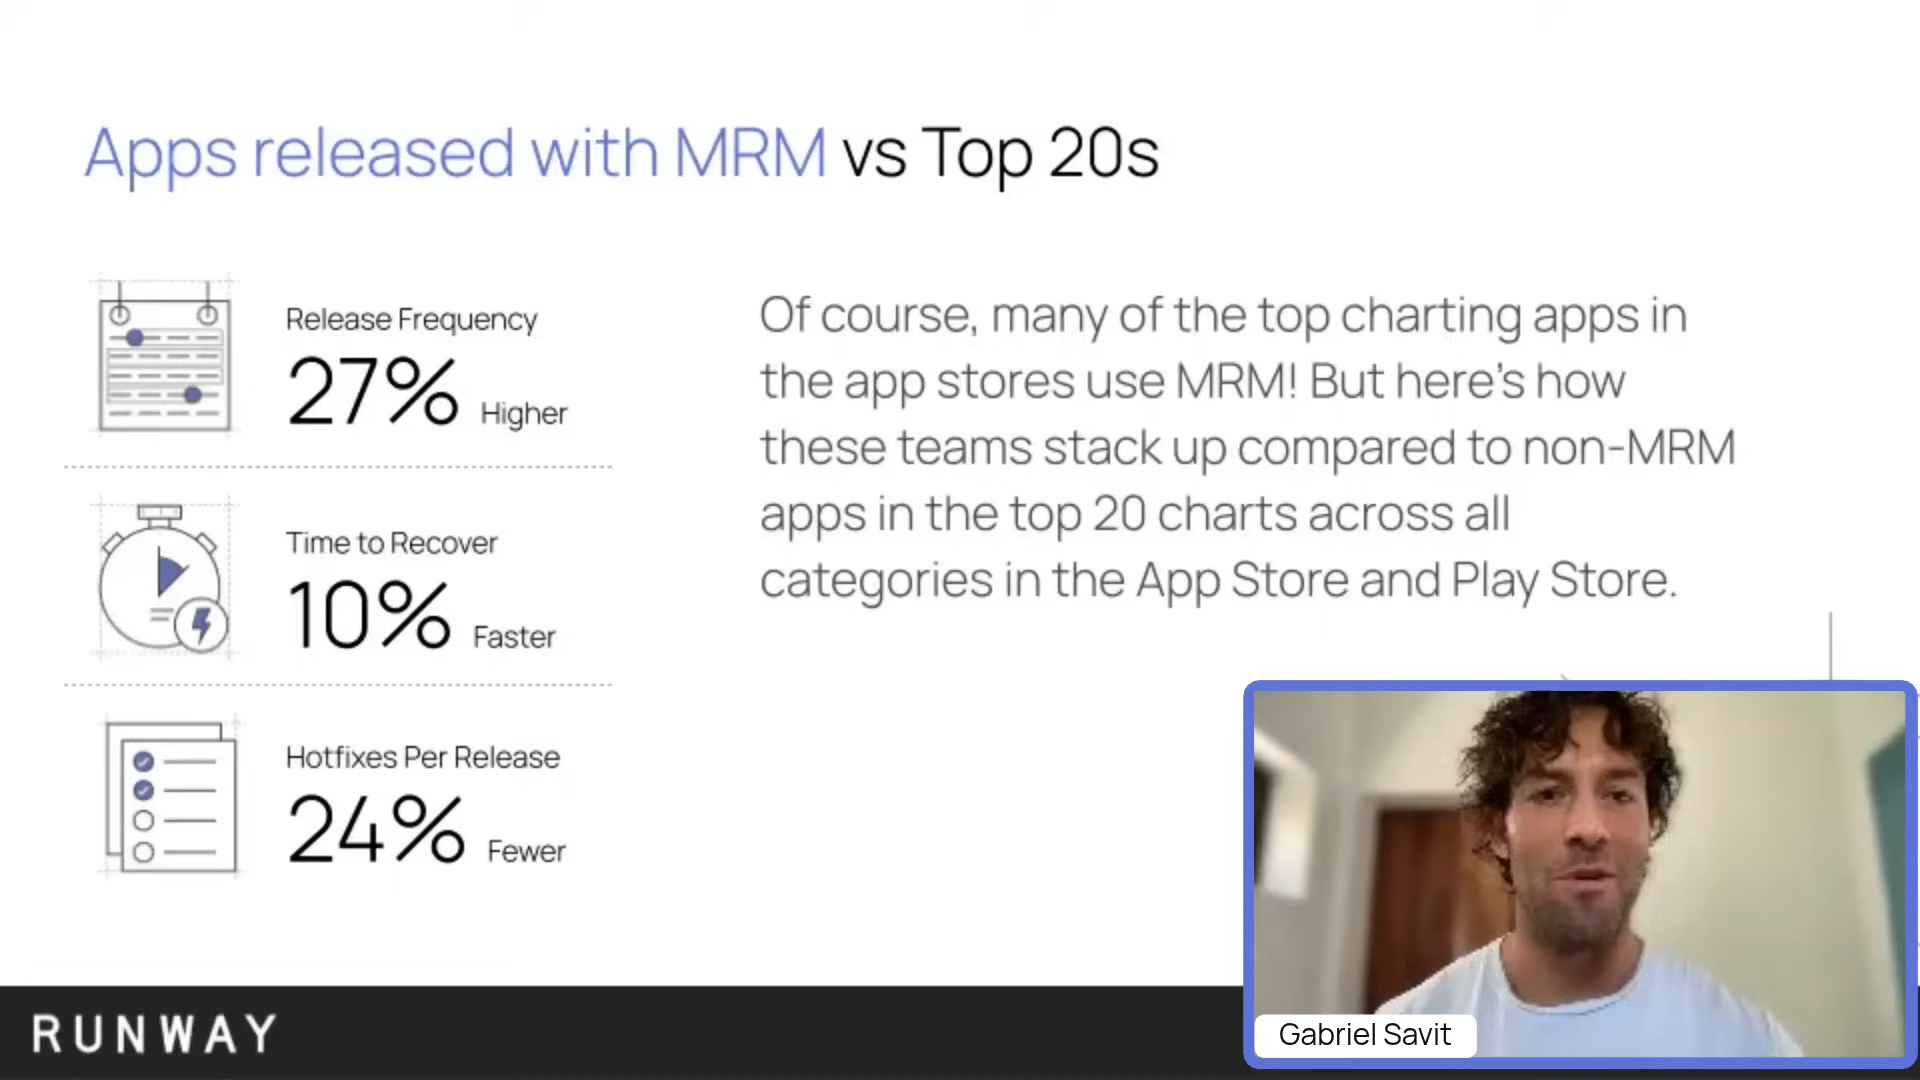 Apps released with MRM vs Top 20s
Release Frequency
27% Higher
Time to Recover
10% Faster
Hotfixes Per Release
24% Fewer
Of course, many of the top charting apps in
the app stores use MRM! But here's how
these teams stack up compared to non-MRM
apps in the top 20 charts across all
categories in the App Store and Play Store.
RUNWAY
Gabriel Savit